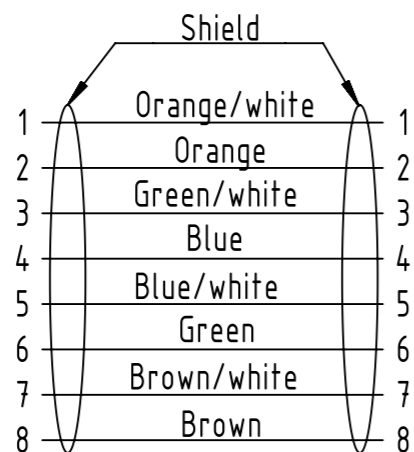 Shield
1 Orange/white 1
2 Orange 2
3 Green/white 3
4 Blue 4
5 Blue/white 5
6 Green 6
7 Brown/white 7
8 Brown 8